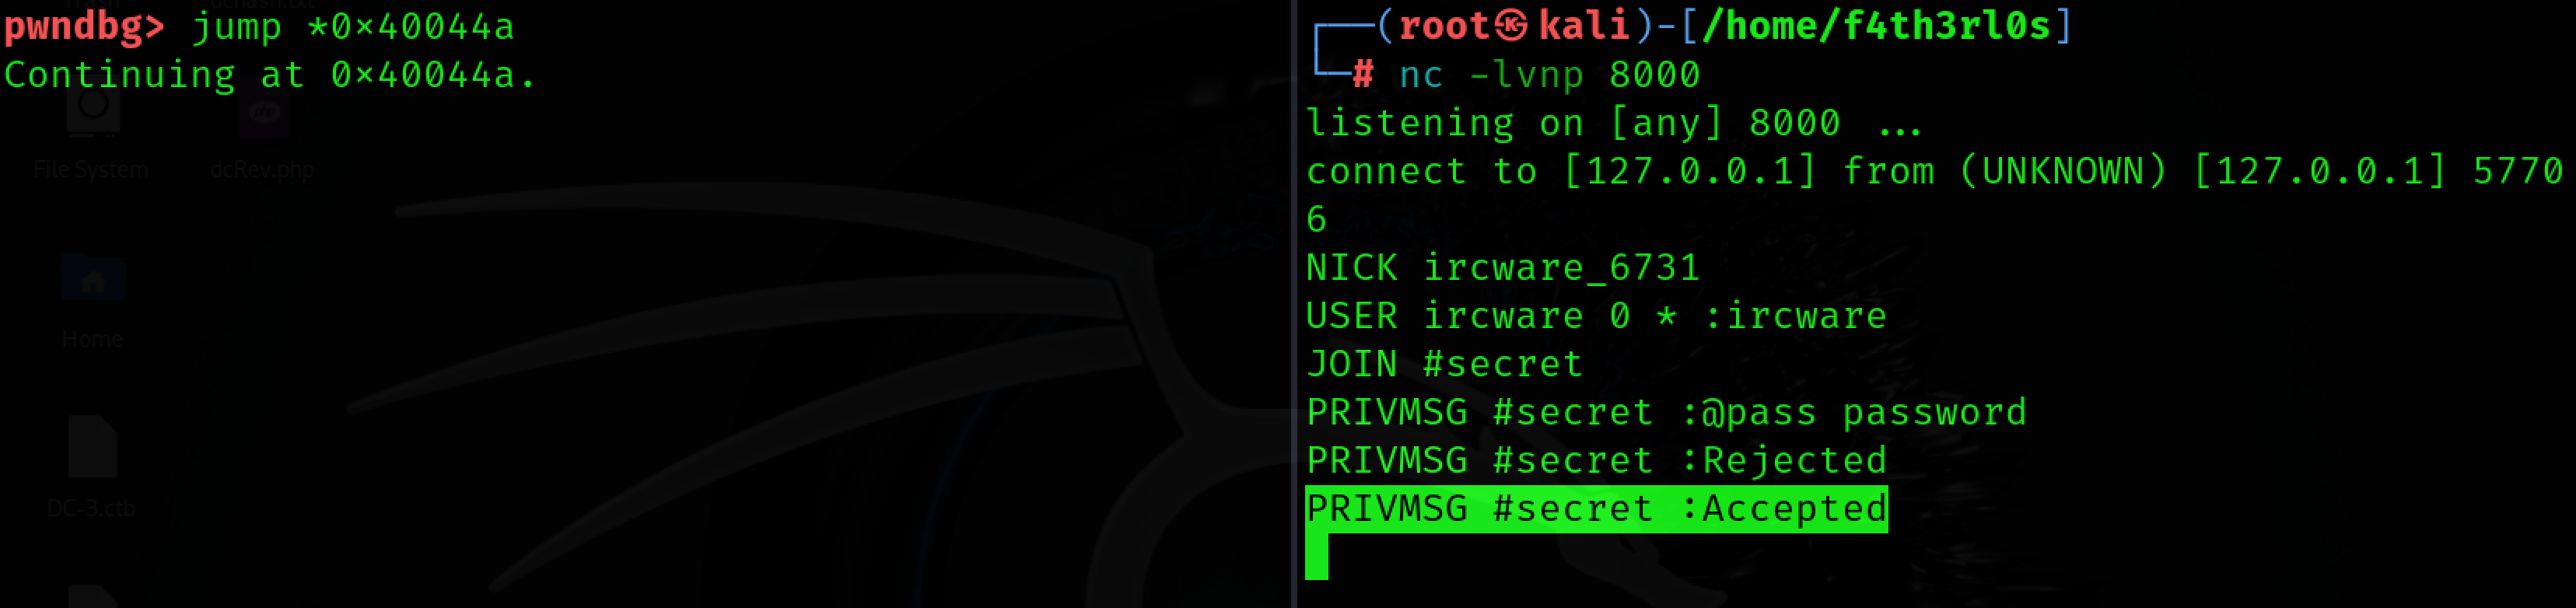 pwndbg> jump *0×40044a
Continuing at 0×40044a.
File System
dcRev.php
Home
DC-3.ctb
┌──(root㉿kali)-[/home/f4th3rl0s]
└─# nc -lvnp 8000
listening on [any] 8000 ...
connect to [127.0.0.1] from (UNKNOWN) [127.0.0.1] 5770
6
NICK ircware_6731
USER ircware 0 * :ircware
JOIN #secret
PRIVMSG #secret :@pass password
PRIVMSG #secret :Rejected
PRIVMSG #secret :Accepted